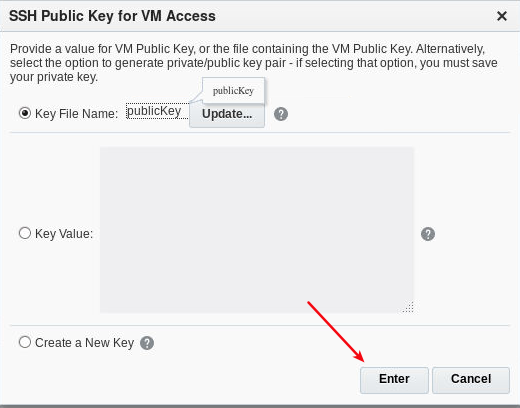 SSH Public Key for VM Access
Provide a value for VM Public Key, or the file containing the VM Public Key. Alternatively,
select the option to generate private/public key pair - if selecting that option, you must save
your private key.
publicKey
Key File Name: publicKey Update... ?
Key Value: ?
Create a New Key ?
Enter Cancel